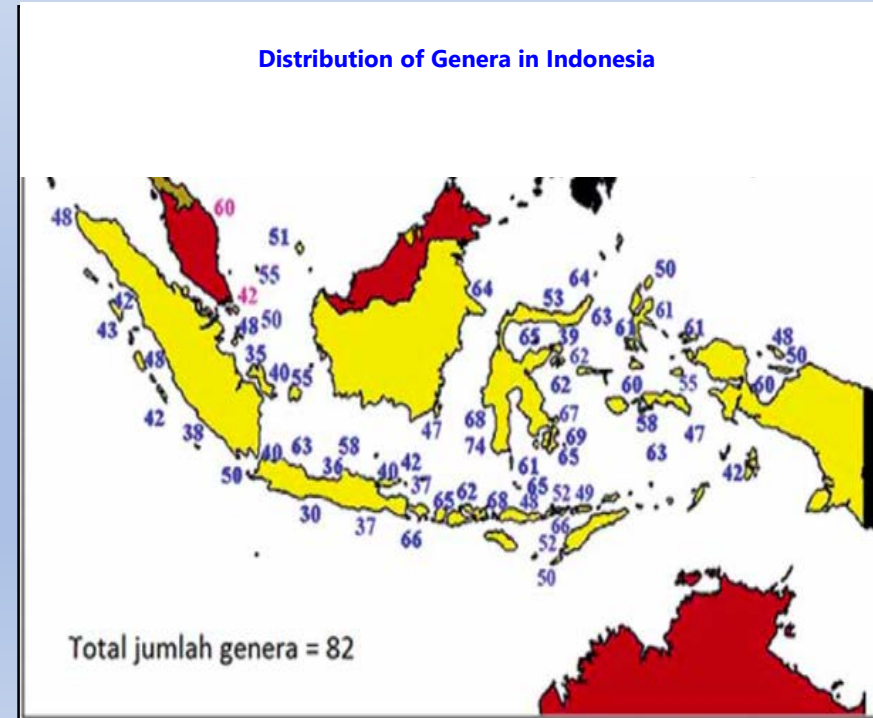 Distribution of Genera in Indonesia
48 60 51 55 42 64 53 64 50
42 43 48 50 63 61 61
35 65 39 61 48
48 40 55 62 62 50
42 60 55 60
38 47 68 67 58 47
74 69
40 63 58 65 63
50 36 40 42 61 42
37 65 62 68 65 48 52 49
30 37 66 66
52
50
Total jumlah genera = 82